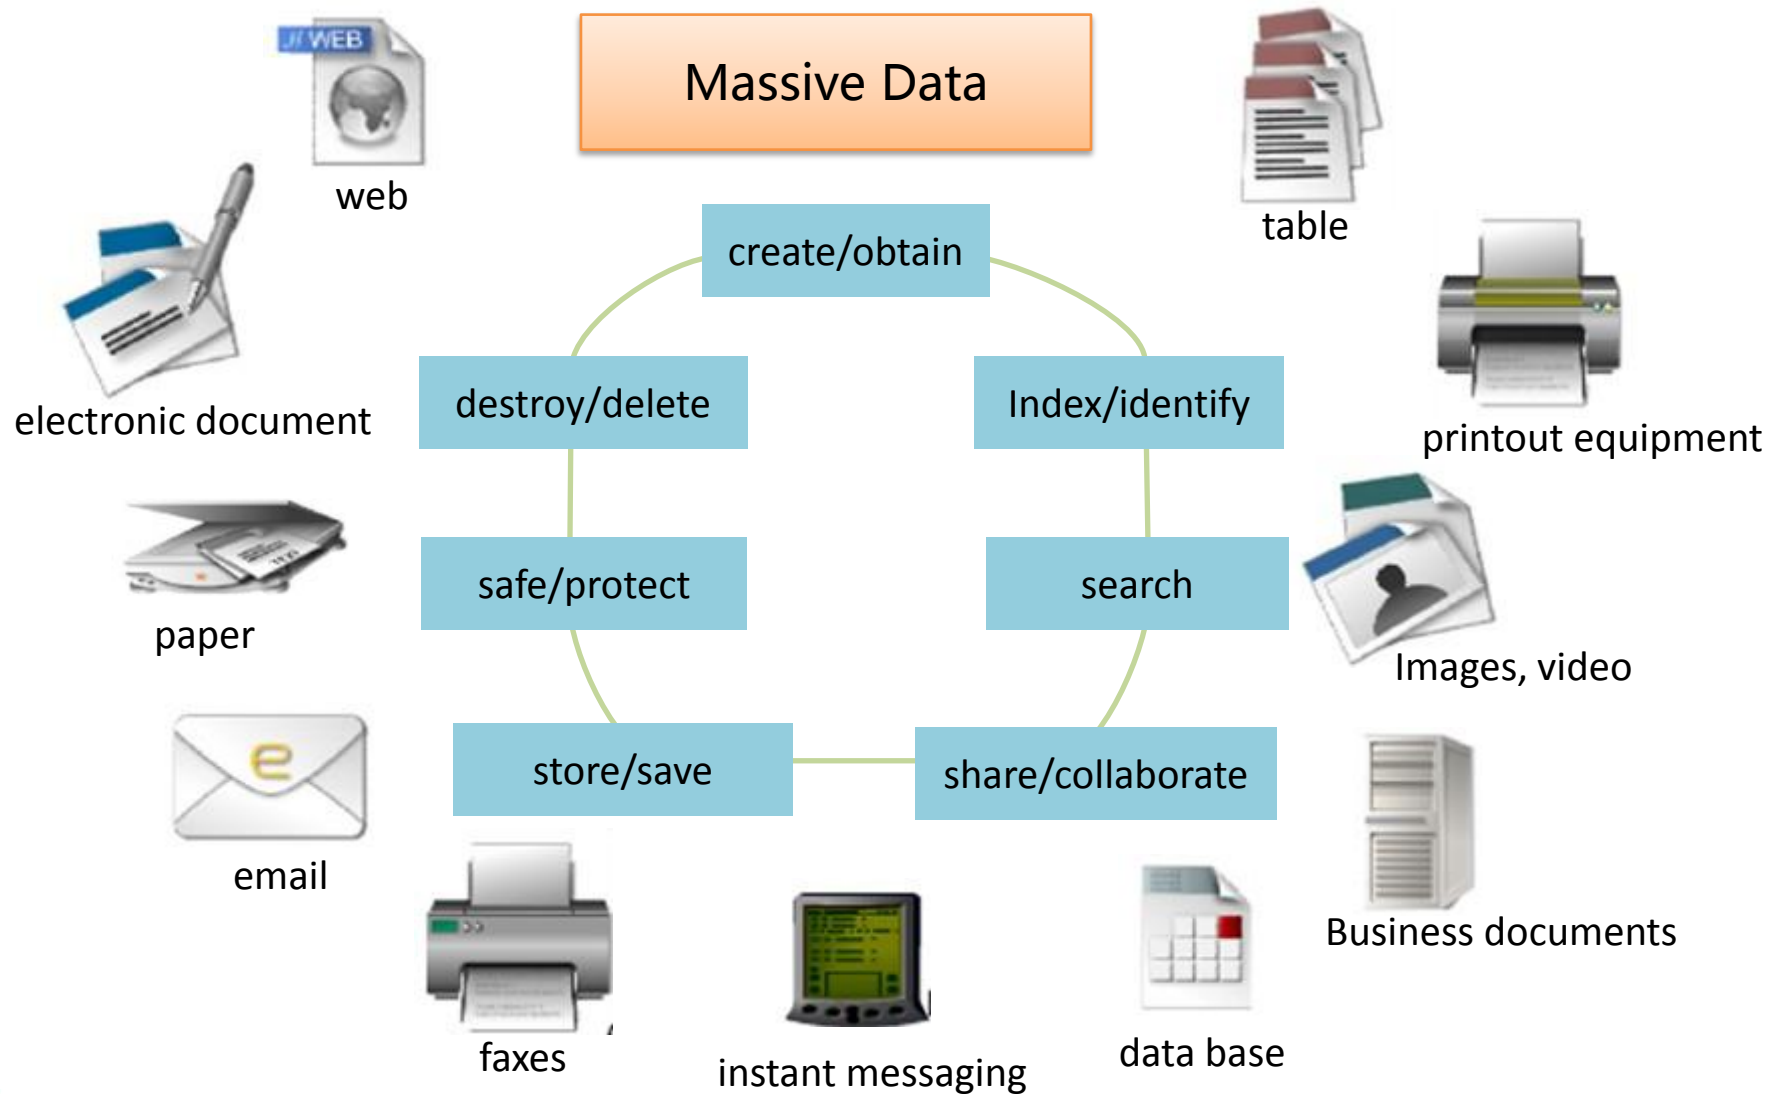 WEB
Massive Data
web
table
create/obtain
destroy/delete
Index/identify
electronic document
printout equipment
safe/protect
search
paper
Images, video
store/save
share/collaborate
email
Business documents
faxes
instant messaging
data base